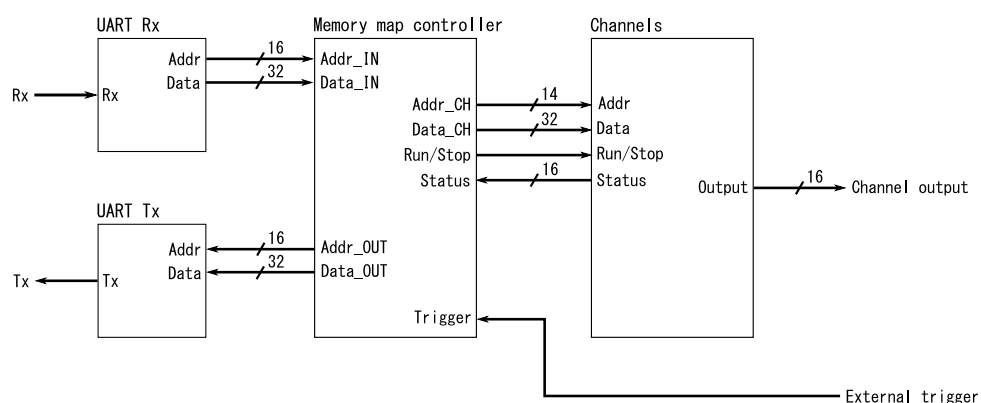 UART Rx
Memory map controller
Channels
Addr
16
Addr_IN
Data
32
Data_IN
Rx
Rx
Addr_CH
14
Addr
Data_CH
32
Data
Run/Stop
Run/Stop
Status
16
Status
Output
16
Channel output
UART Tx
Addr
16
Addr_OUT
Data
32
Data_OUT
Tx
Tx
Trigger
External trigger